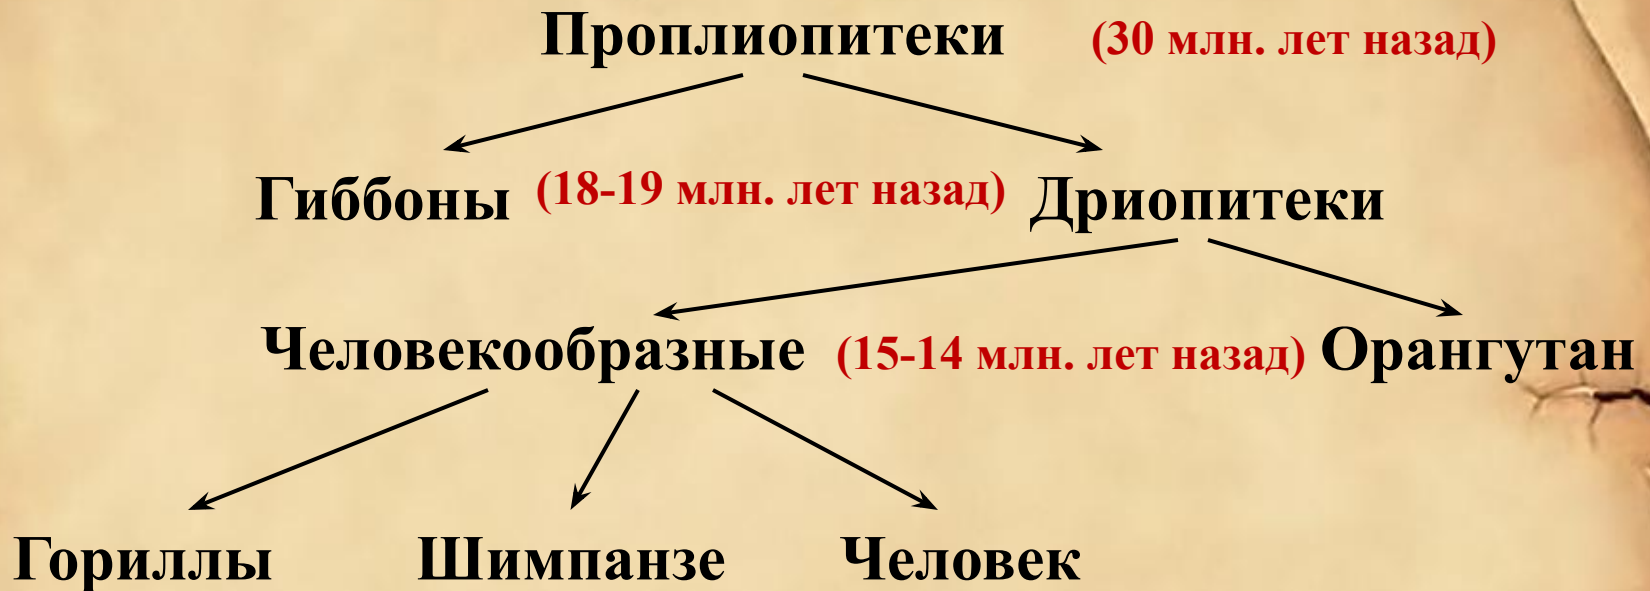 Проплиопитеки (30 млн. лет назад)
Гиббоны (18-19 млн. лет назад) Дриопитеки
Человекообразные (15-14 млн. лет назад) Орангутан
Гориллы Шимпанзе Человек